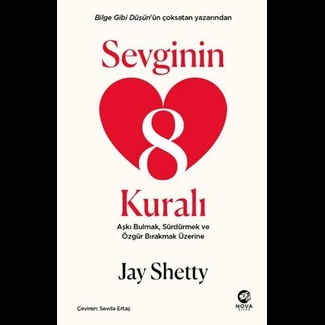 Bilge Gibi Düşün'ün çoksatan yazarından
Sevginin
8
Kuralı
Aşkı Bulmak, Sürdürmek ve
Özgür Bırakmak Üzerine
Jay Shetty
Çeviren: Sevda Ertaş
NOVA